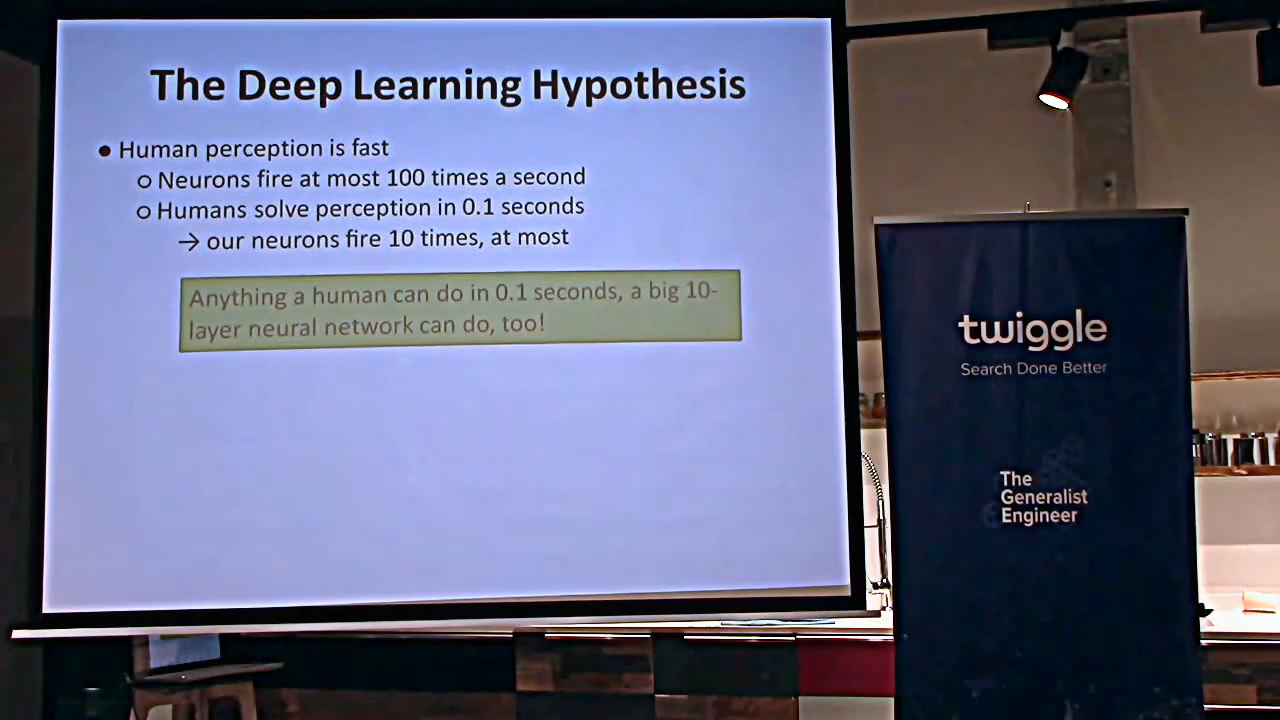 The Deep Learning Hypothesis
● Human perception is fast
○ Neurons fire at most 100 times a second
○ Humans solve perception in 0.1 seconds
→ our neurons fire 10 times, at most
Anything a human can do in 0.1 seconds, a big 10-
layer neural network can do, too!
twiggle
Search Done Better
The
Generalist
Engineer